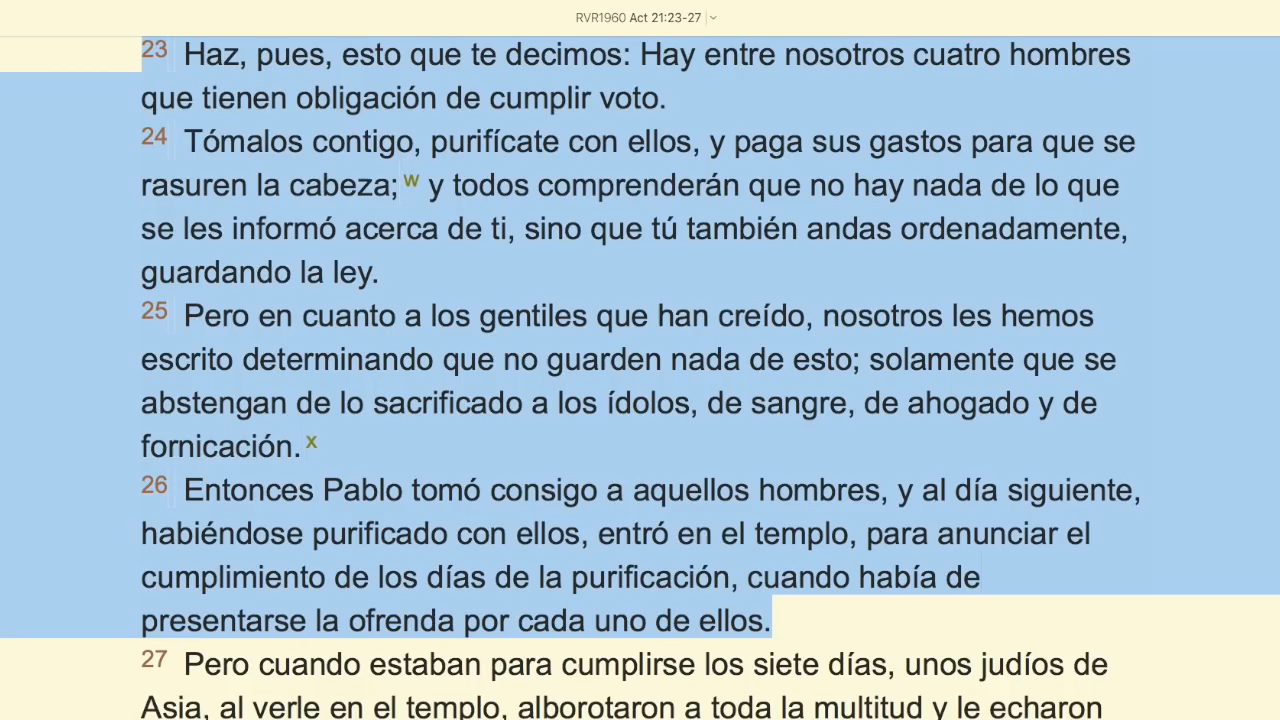 RVR1960 Act 21:23-27
23 Haz, pues, esto que te decimos: Hay entre nosotros cuatro hombres
que tienen obligación de cumplir voto.
24 Tómalos contigo, purifícate con ellos, y paga sus gastos para que se
rasuren la cabeza; w y todos comprenderán que no hay nada de lo que
se les informó acerca de ti, sino que tú también andas ordenadamente,
guardando la ley.
25 Pero en cuanto a los gentiles que han creído, nosotros les hemos
escrito determinando que no guarden nada de esto; solamente que se
abstengan de lo sacrificado a los ídolos, de sangre, de ahogado y de
fornicación. x
26 Entonces Pablo tomó consigo a aquellos hombres, y al día siguiente,
habiéndose purificado con ellos, entró en el templo, para anunciar el
cumplimiento de los días de la purificación, cuando había de
presentarse la ofrenda por cada uno de ellos.
27 Pero cuando estaban para cumplirse los siete días, unos judíos de
Asia, al verle en el templo, alborotaron a toda la multitud y le echaron